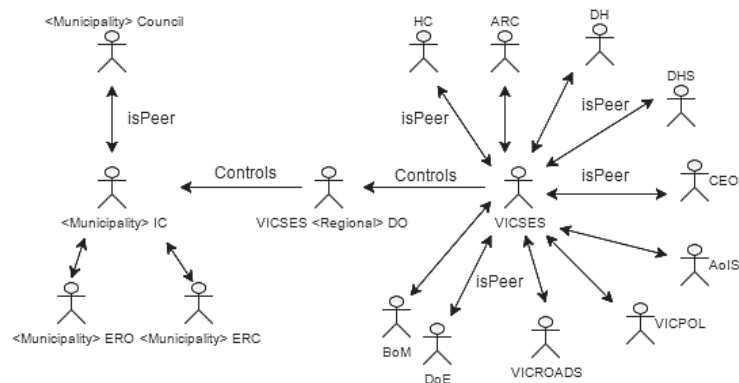 <Municipality> Council
HC
ARC
DH
DHS
isPeer
isPeer
isPeer
Controls
Controls
isPeer
CEO
<Municipality> IC
VICSES <Regional> DO
VICSES
AoIS
isPeer
VICPOL
<Municipality> ERO
<Municipality> ERC
BoM
DoE
VICROADS